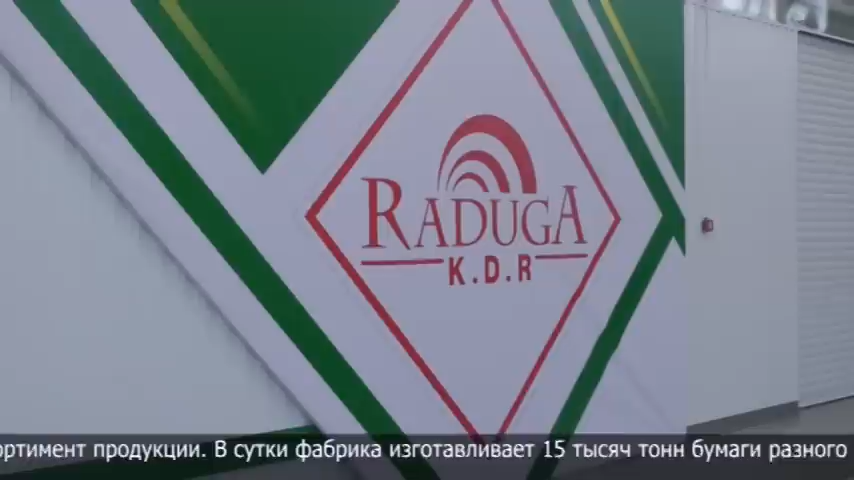 RADUGA
K.D.R
ортимент продукции. В сутки фабрика изготавливает 15 тысяч тонн бумаги разного